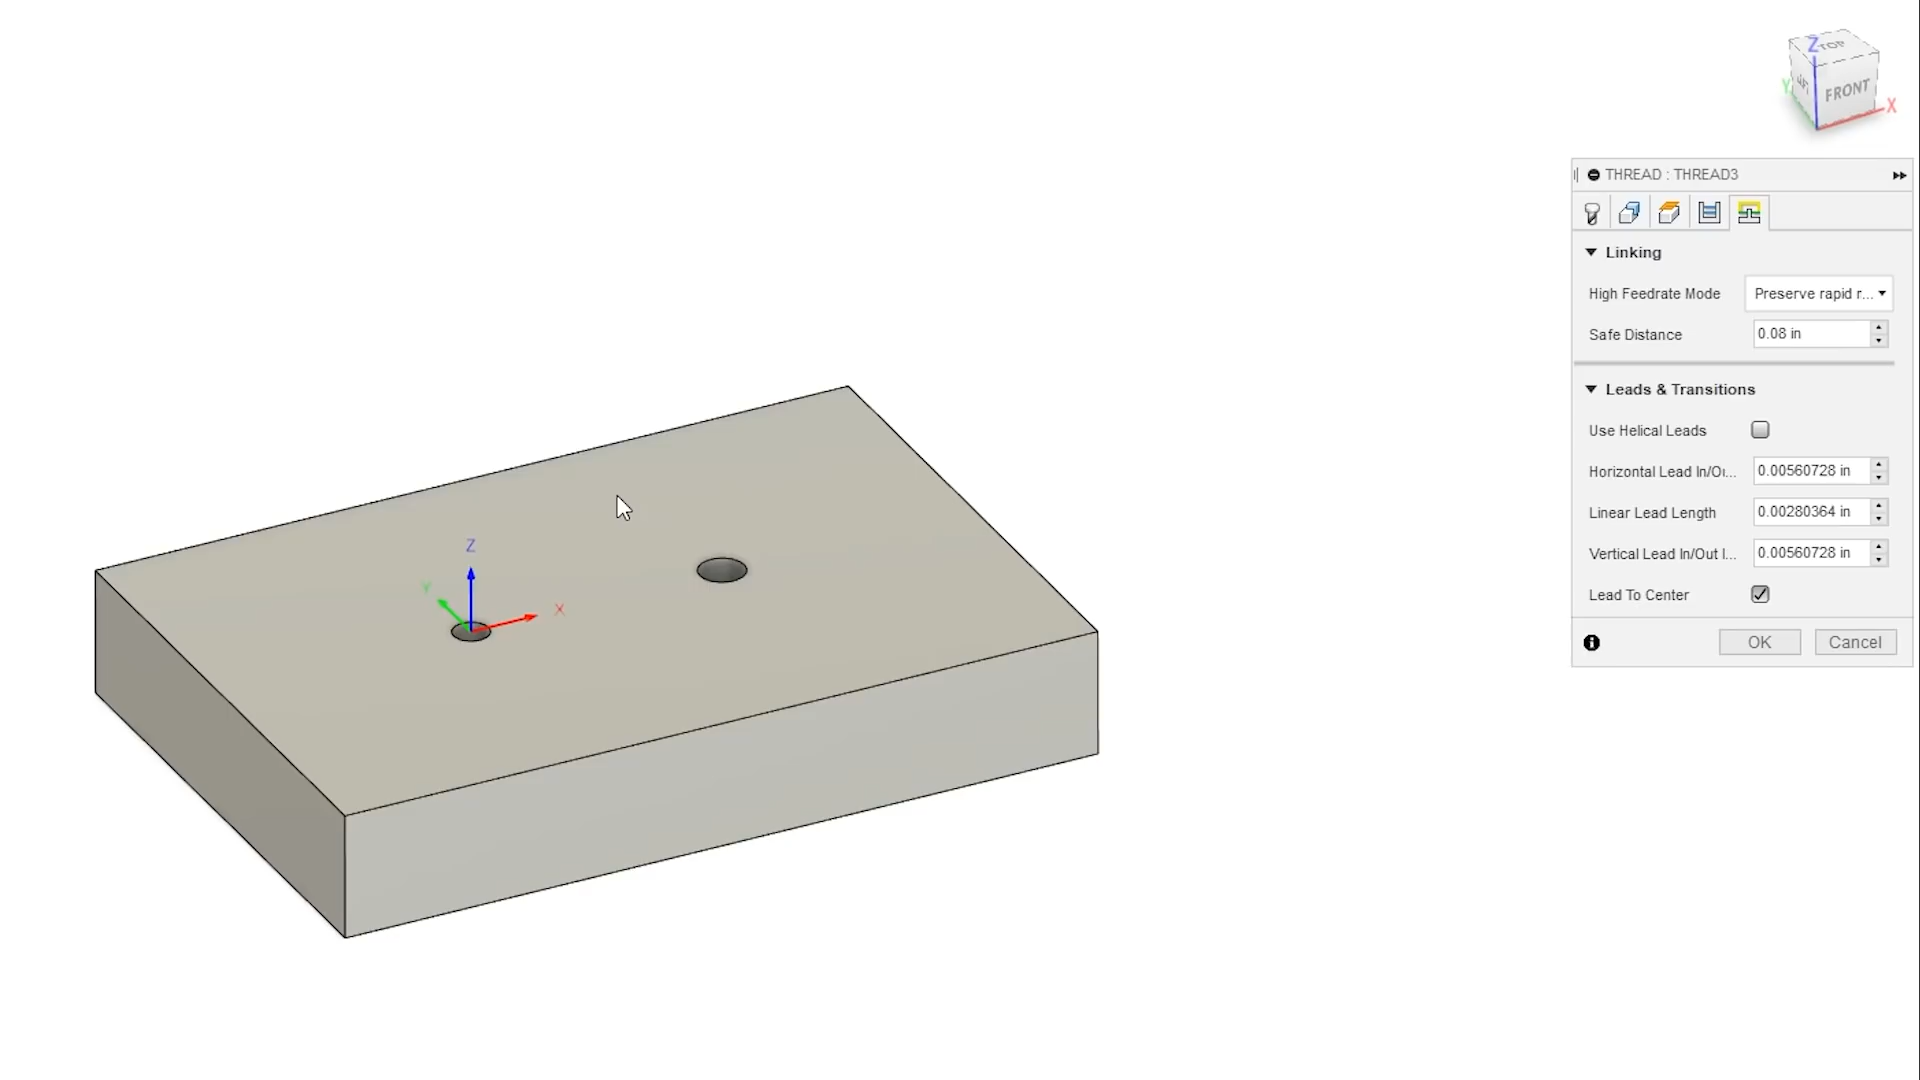 Z
TOP
Y
FRONT
X
THREAD : THREAD3
Linking
High Feedrate Mode
Preserve rapid r...
Safe Distance
0.08 in
Leads & Transitions
Use Helical Leads
Horizontal Lead In/Ou...
0.00560728 in
Linear Lead Length
0.00280364 in
Vertical Lead In/Out l...
0.00560728 in
Lead To Center
OK
Cancel
Z
Y
X